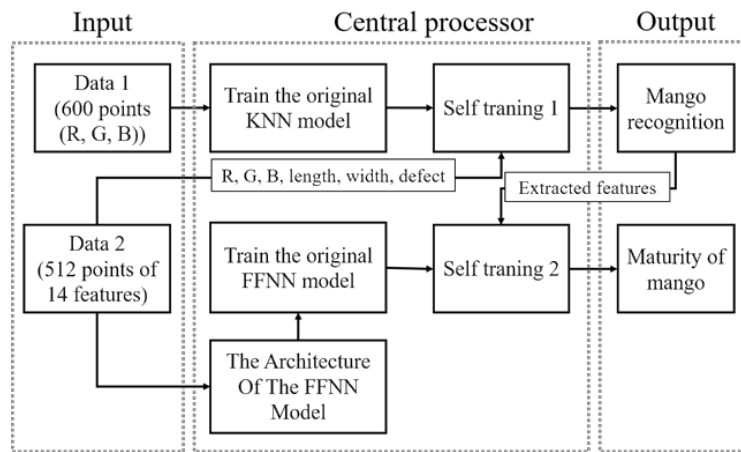 Input
Central processor
Output
Data 1
(600 points
(R, G, B))
Train the original
KNN model
Self traning 1
Mango
recognition
R, G, B, length, width, defect
Extracted features
Data 2
(512 points of
14 features)
Train the original
FFNN model
Self traning 2
Maturity of
mango
The Architecture
Of The FFNN
Model